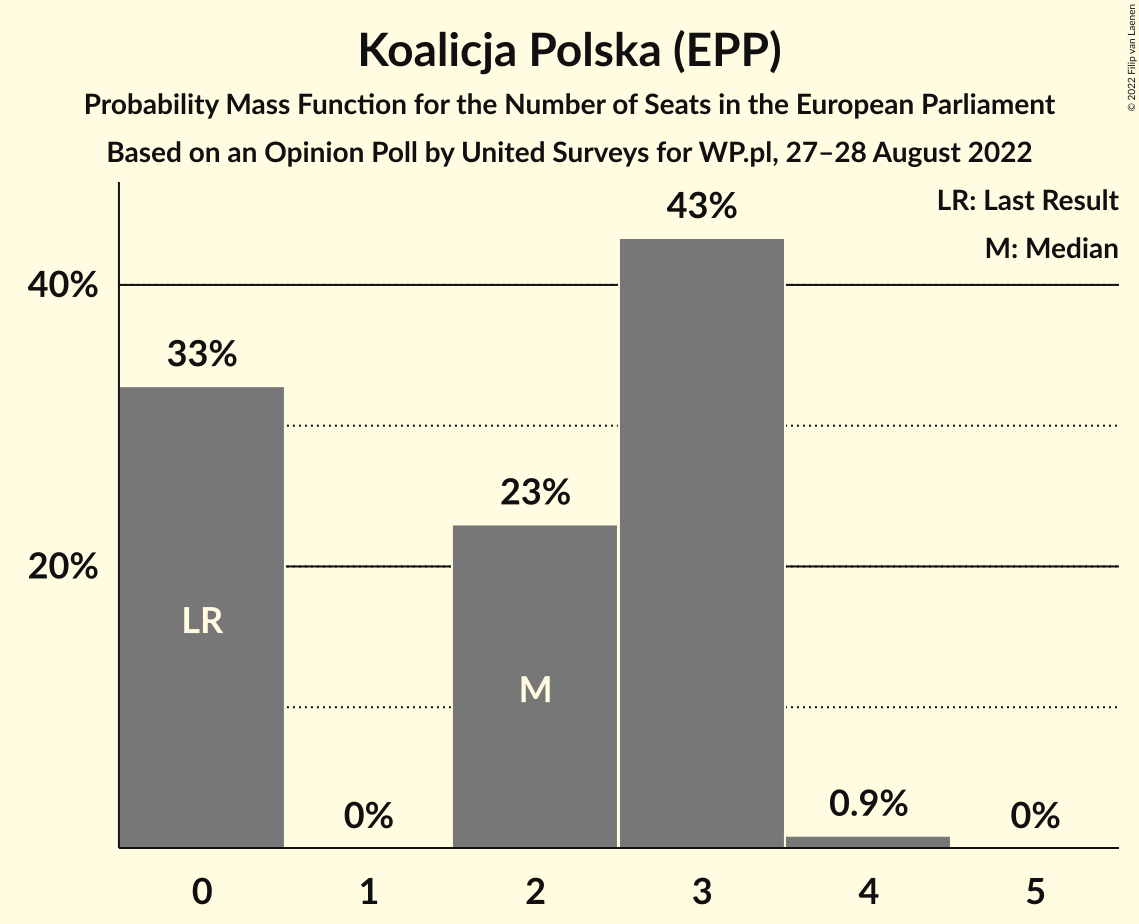 Koalicja Polska (EPP)
Probability Mass Function for the Number of Seats in the European Parliament
Based on an Opinion Poll by United Surveys for WP.pl, 27–28 August 2022
© 2022 Filip van Laenen
LR: Last Result
M: Median
43%
40%
33%
23%
20%
LR
M
0%
0.9%
0%
0 1 2 3 4 5